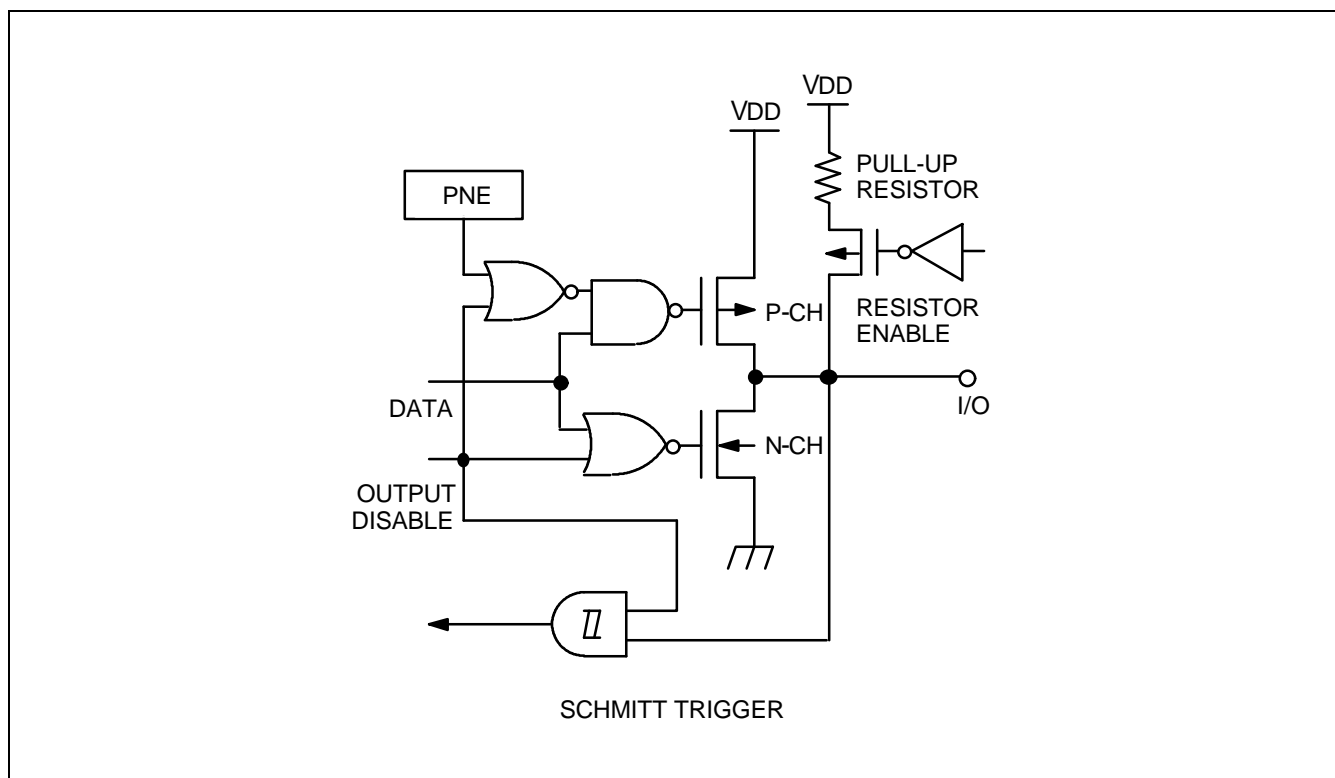 VDD
VDD
PULL-UP
RESISTOR
PNE
P-CH
RESISTOR
ENABLE
DATA
I/O
N-CH
OUTPUT
DISABLE
SCHMITT TRIGGER